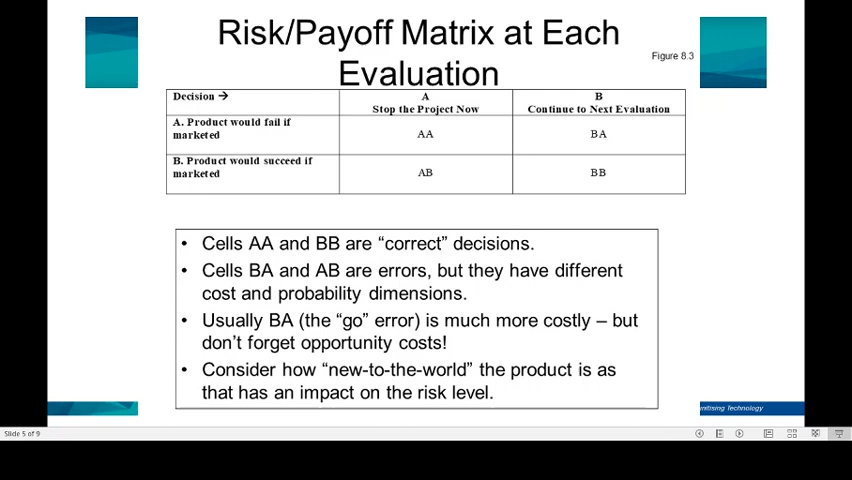 Risk/Payoff Matrix at Each
Evaluation
Figure 8.3
Decision → A B
Stop the Project Now Continue to Next Evaluation
A. Product would fail if
marketed AA BA
B. Product would succeed if
marketed AB BB
• Cells AA and BB are “correct” decisions.
• Cells BA and AB are errors, but they have different
cost and probability dimensions.
• Usually BA (the “go” error) is much more costly – but
don’t forget opportunity costs!
• Consider how “new-to-the-world” the product is as
that has an impact on the risk level.
Technology
Slide 5 of 9